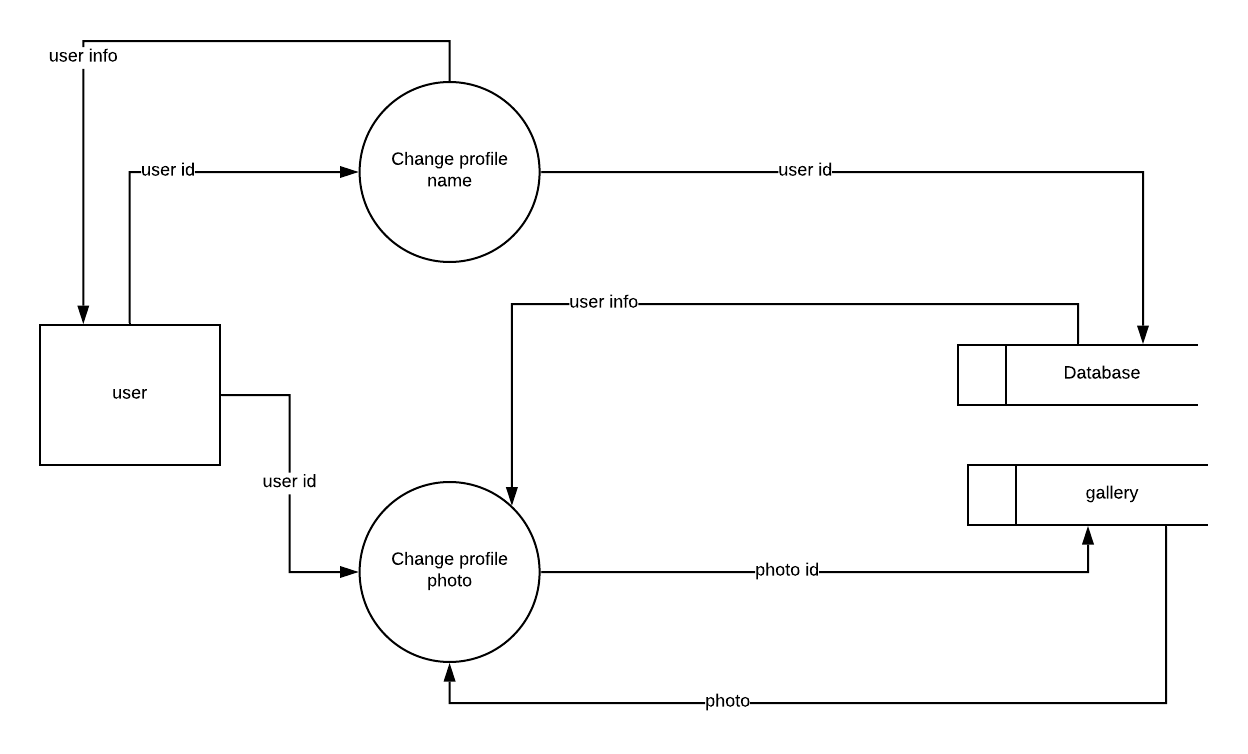 user info
Change profile
name
user id
user id
user info
Database
user
user id
gallery
Change profile
photo
photo id
photo